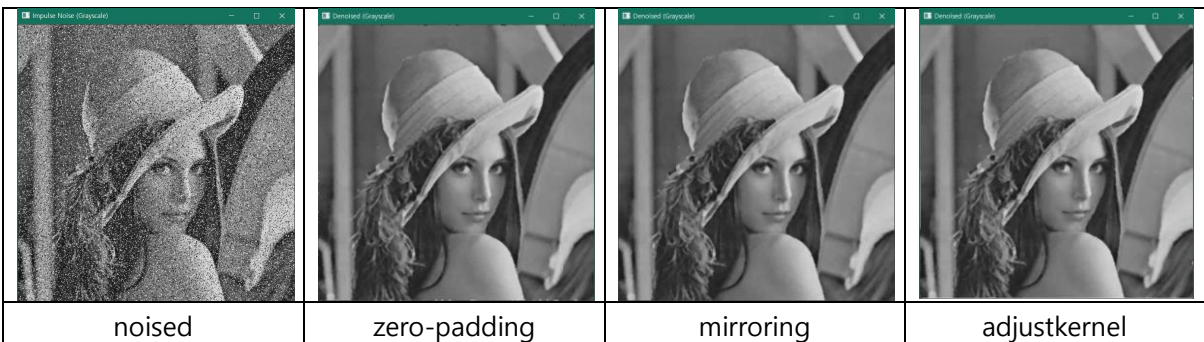 Impulse Noise (Grayscale)
Denoised (Grayscale)
Denoised (Grayscale)
Denoised (Grayscale)
noised
zero-padding
mirroring
adjustkernel